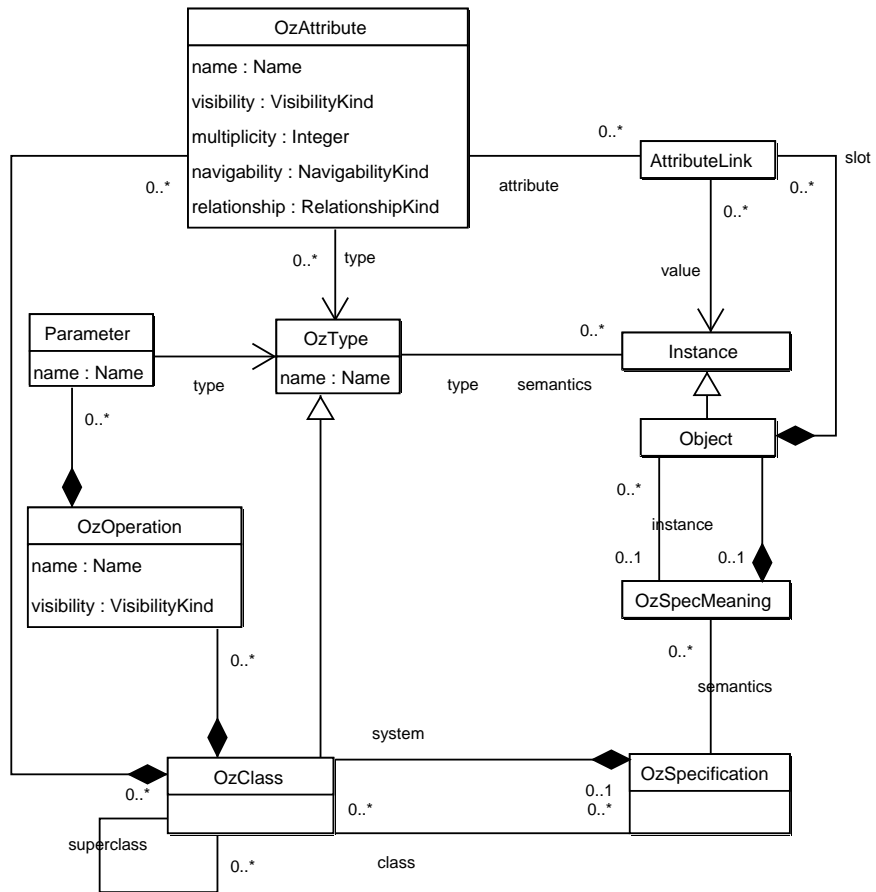 OzAttribute
name : Name
visibility : VisibilityKind
multiplicity : Integer
navigability : NavigabilityKind
relationship : RelationshipKind
0..*
0..*
attribute
AttributeLink
0..*
slot
0..*
value
0..*
type
Parameter
name : Name
type
0..*
OzType
name : Name
type
semantics
0..*
Instance
Object
0..*
instance
0..1
0..1
OzOperation
name : Name
visibility : VisibilityKind
0..*
OzSpecMeaning
0..*
semantics
system
OzClass
0..*
0..*
0..1
0..*
OzSpecification
superclass
0..*
class